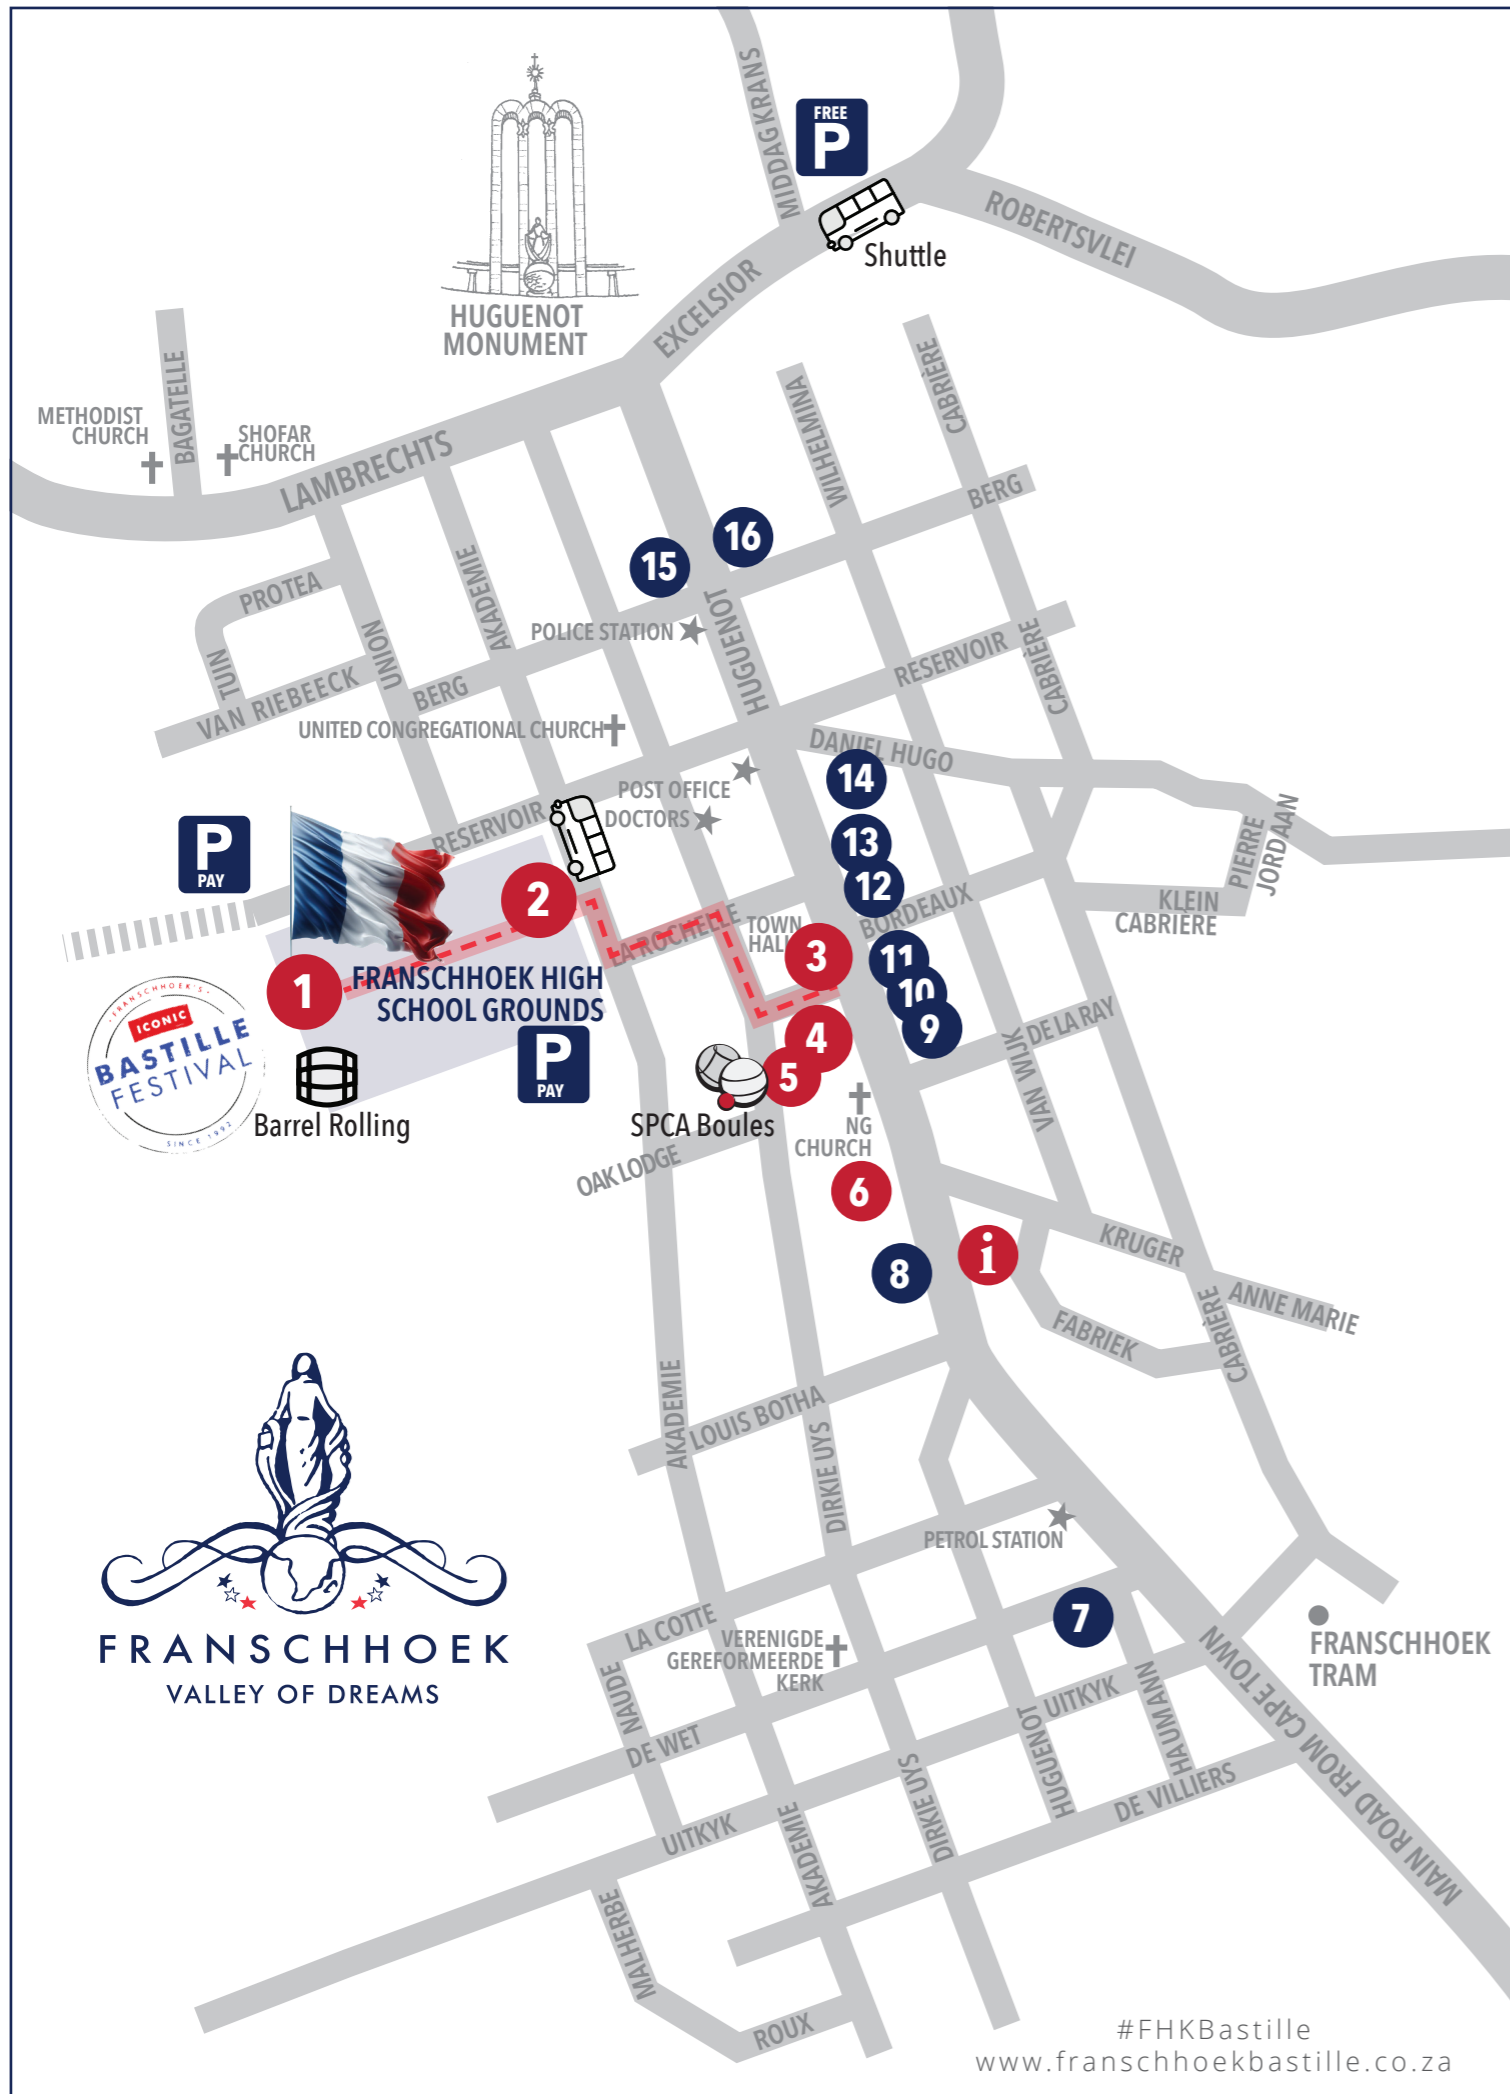 MIDDAGKRANS
FREE
P
Shuttle
ROBERTSVLEI
EXCELSIOR
HUGUENOT
MONUMENT
METHODIST
CHURCH
BAGATELLE
SHOFAR
CHURCH
LAMBRECHTS
WILHELMINA
CABRIÈRE
BERG
16
15
PROTEA
AKADEMIE
UNION
TUIN
VAN RIEBEECK
BERG
POLICE STATION
HUGUENOT
RESERVOIR
CABRIÈRE
UNITED CONGREGATIONAL CHURCH
DANIEL HUGO
14
POST OFFICE
DOCTORS
RESERVOIR
P
PAY
13
12
PIERRE
JORDAAN
KLEIN
CABRIÈRE
BORDEAUX
2
LA ROCHELLE
TOWN
HALL
3
11
10
9
1
FRANSCHHOEK HIGH
SCHOOL GROUNDS
FRANSCHHOEK'S
ICONIC
BASTILLE
FESTIVAL
SINCE 1992
Barrel Rolling
P
PAY
4
5
SPCA Boules
NG
CHURCH
DE LA RAY
VAN WIJK
OAK LODGE
6
8
i
KRUGER
ANNE MARIE
FABRIEK
CABRIÈRE
AKADEMIE
LOUIS BOTHA
DIRKIE UYS
PETROL STATION
FRANSCHHOEK
VALLEY OF DREAMS
LA COTTE
VERENIGDE
GEREFORMEERDE
KERK
7
FRANSCHHOEK
TRAM
NAUDE
DE WET
UITKYK
HUGUENOT
HAUMANN
MAIN ROAD FROM CAPE TOWN
UITKYK
AKADEMIE
DIRKIE UYS
DE VILLIERS
MALHERBE
ROUX
#FHKBastille
www.franschhoekbastille.co.za